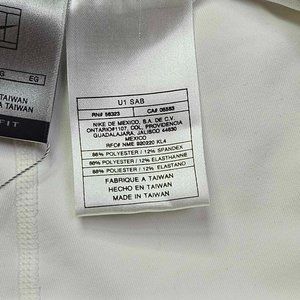 G EG
TAIWAN
A TAIWAN
FIT
U1 SAB
RN# 56323 CA# 05553
NIKE DE MEXICO, S.A. DE C.V.
ONTARIO#1107, COL. PROVIDENCIA
GUADALAJARA, JALISCO 44630
MEXICO
RFC# NME 920220 KL4
88% POLYESTER / 12% SPANDEX
88% POLYESTER / 12% ELASTHANNE
88% POLIESTER / 12% ELASTANO
FABRIQUE A TAIWAN
HECHO EN TAIWAN
MADE IN TAIWAN